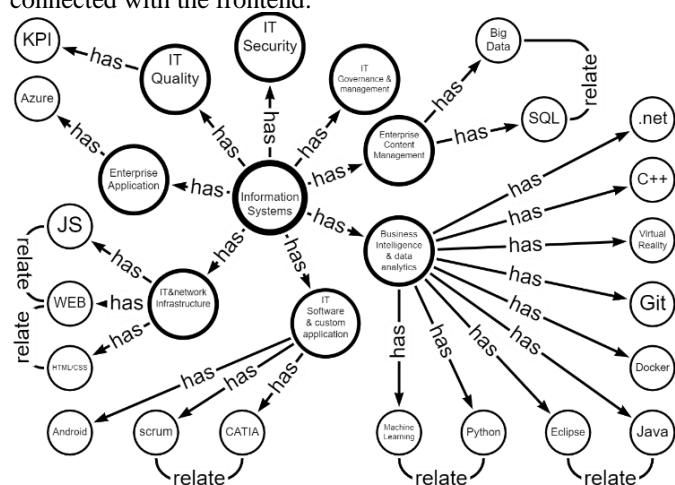 connected with the frontend.
KPI
has
IT
Quality
IT
Security
has
has
IT
Governance &
management
has
Big
Data
relate
has
has
SQL
Enterprise
Content
Management
has
Azure
has
Enterprise
Application
has
Information
Systems
has
Business
Intelligence
& data
analytics
has
.net
has
C++
has
Virtual
Reality
has
Git
has
Docker
has
Java
has
Eclipse
has
Python
has
Machine
Learning
relate
relate
has
IT&network
Infrastructure
has
JS
has
WEB
has
HTML/CSS
relate
relate
has
IT
Software
& custom
application
has
Android
has
scrum
has
CATIA
relate